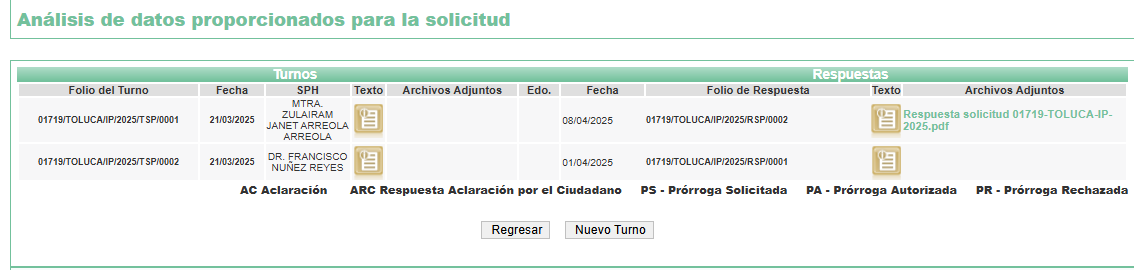 Análisis de datos proporcionados para la solicitud
Turnos Respuestas
Folio del Turno Fecha SPH Texto Archivos Adjuntos Edo. Fecha Folio de Respuesta Texto Archivos Adjuntos
01719/TOLUCA/IP/2025/TSP/0001 21/03/2025 MTRA. ZULAIRAM JANET ARREOLA ARREOLA 08/04/2025 01719/TOLUCA/IP/2025/RSP/0002 Respuesta solicitud 01719-TOLUCA-IP-2025.pdf
01719/TOLUCA/IP/2025/TSP/0002 21/03/2025 DR. FRANCISCO NUÑEZ REYES 01/04/2025 01719/TOLUCA/IP/2025/RSP/0001
AC Aclaración ARC Respuesta Aclaración por el Ciudadano PS - Prórroga Solicitada PA - Prórroga Autorizada PR - Prórroga Rechazada
Regresar Nuevo Turno